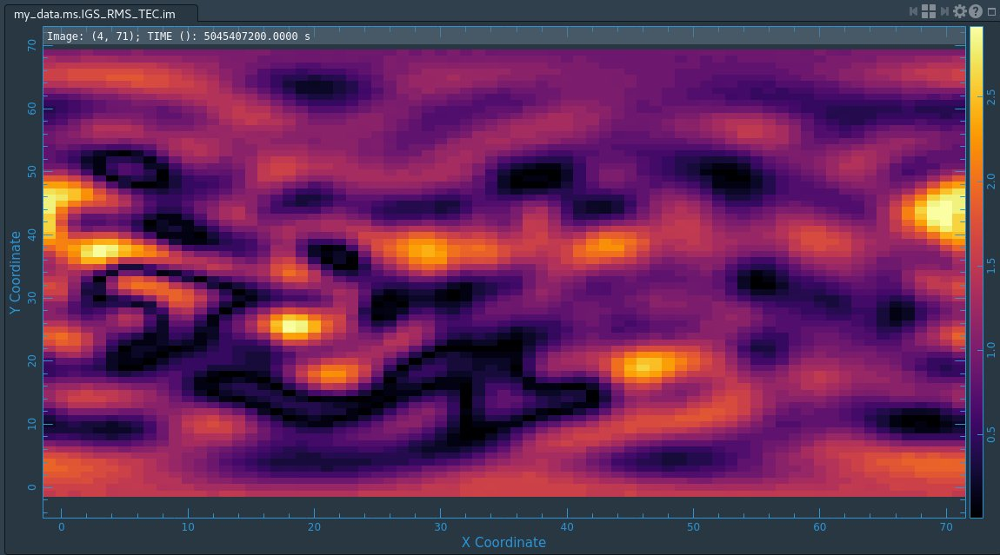 my_data.ms.IGS_RMS_TEC.im
?
Image: (4, 71); TIME (): 5045407200.0000 s
70
60
50
40
30
20
10
0
Y Coordinate
0 10 20 30 40 50 60 70
X Coordinate
2.5
2.0
1.5
1.0
0.5